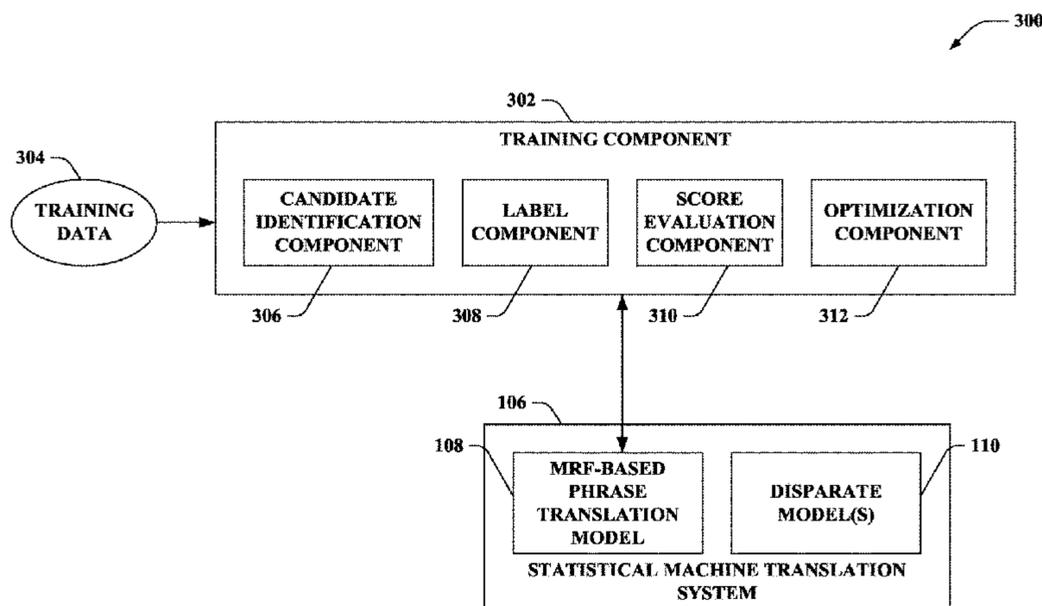 300
302
TRAINING COMPONENT
304
TRAINING
DATA
CANDIDATE
IDENTIFICATION
COMPONENT
LABEL
COMPONENT
SCORE
EVALUATION
COMPONENT
OPTIMIZATION
COMPONENT
306
308
310
312
106
108
110
MRF-BASED
PHRASE
TRANSLATION
MODEL
DISPARATE
MODEL(S)
STATISTICAL MACHINE TRANSLATION
SYSTEM